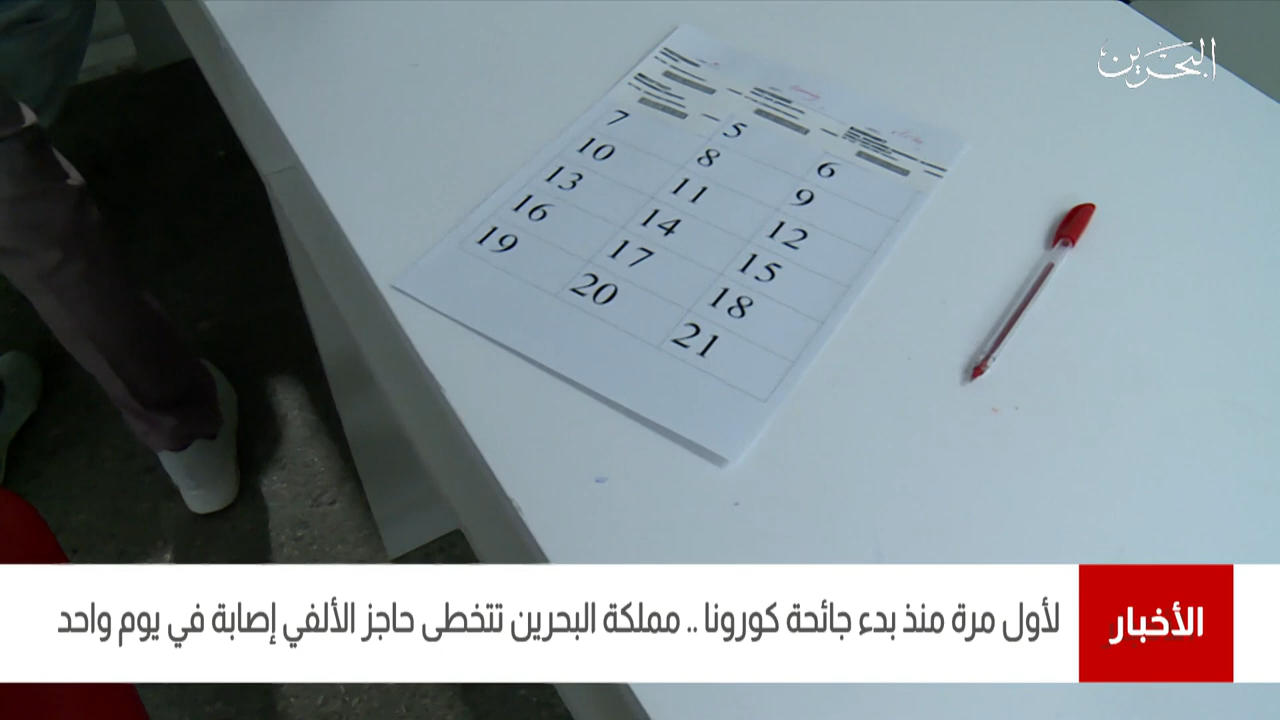 البحرين
7 5 6
10 8 9
13 11 12
16 14 15
19 17 18
20 21
لأول مرة منذ بدء جائحة كورونا .. مملكة البحرين تتخطى حاجز الألفي إصابة في يوم واحد
الأخبار